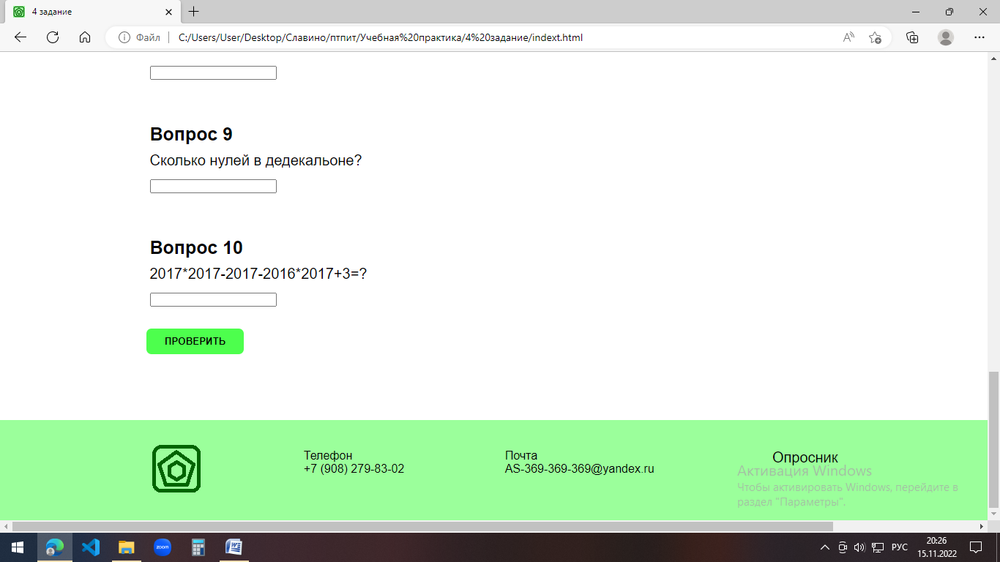 4 задание
Файл
C:/Users/User/Desktop/Славино/птпит/Учебная%20практика/4%20задание/indext.html
Вопрос 9
Сколько нулей в дедекальоне?
Вопрос 10
2017*2017-2017-2016*2017+3=?
ПРОВЕРИТЬ
Телефон
+7 (908) 279-83-02
Почта
AS-369-369-369@yandex.ru
Опросник
Активация Windows
Чтобы активировать Windows, перейдите в
раздел "Параметры".
zoom
РУС
20:26
15.11.2022